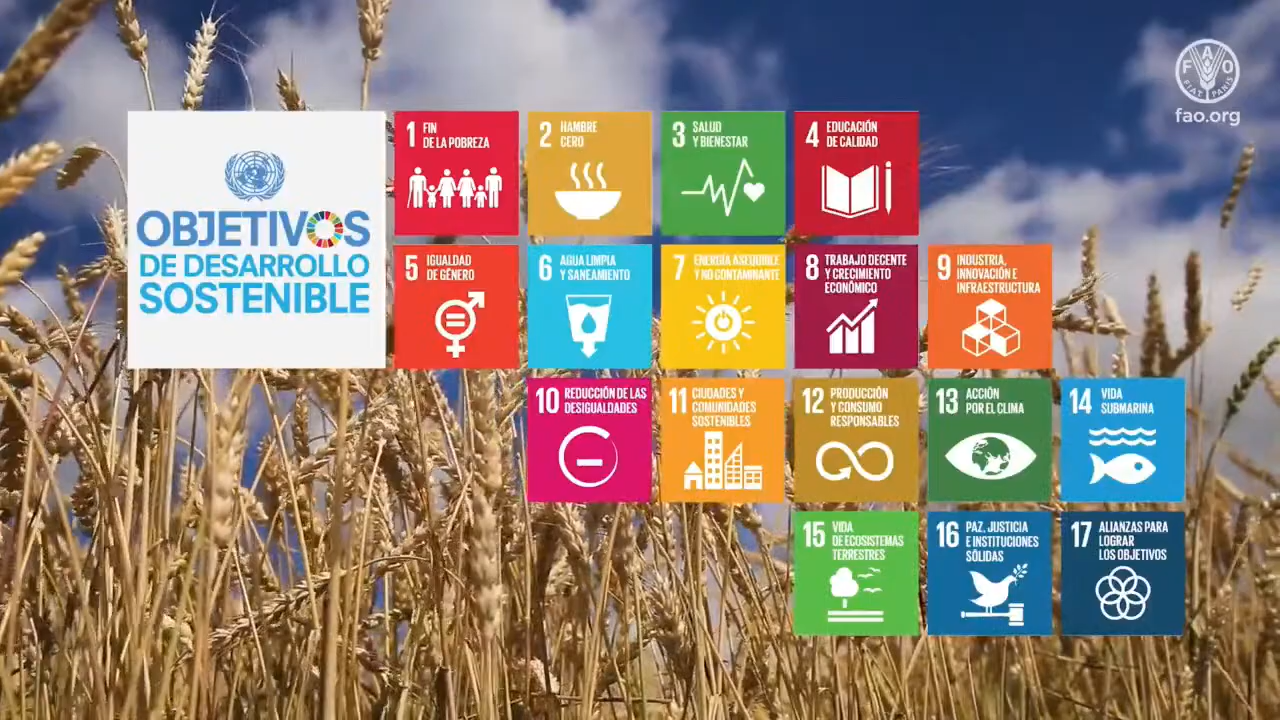 FAO
FIAT PANIS
fao.org
OBJETIVOS
DE DESARROLLO
SOSTENIBLE
1 FIN
DE LA POBREZA
2 HAMBRE
CERO
3 SALUD
Y BIENESTAR
4 EDUCACIÓN
DE CALIDAD
5 IGUALDAD
DE GÉNERO
6 AGUA LIMPIA
Y SANEAMIENTO
7 ENERGÍA ASEQUIBLE
Y NO CONTAMINANTE
8 TRABAJO DECENTE
Y CRECIMIENTO
ECONÓMICO
9 INDUSTRIA,
INNOVACIÓN E
INFRAESTRUCTURA
10 REDUCCIÓN DE LAS
DESIGUALDADES
11 CIUDADES Y
COMUNIDADES
SOSTENIBLES
12 PRODUCCIÓN
Y CONSUMO
RESPONSABLES
13 ACCIÓN
POR EL CLIMA
14 VIDA
SUBMARINA
15 VIDA
DE ECOSISTEMAS
TERRESTRES
16 PAZ, JUSTICIA
E INSTITUCIONES
SÓLIDAS
17 ALIANZAS PARA
LOGRAR
LOS OBJETIVOS